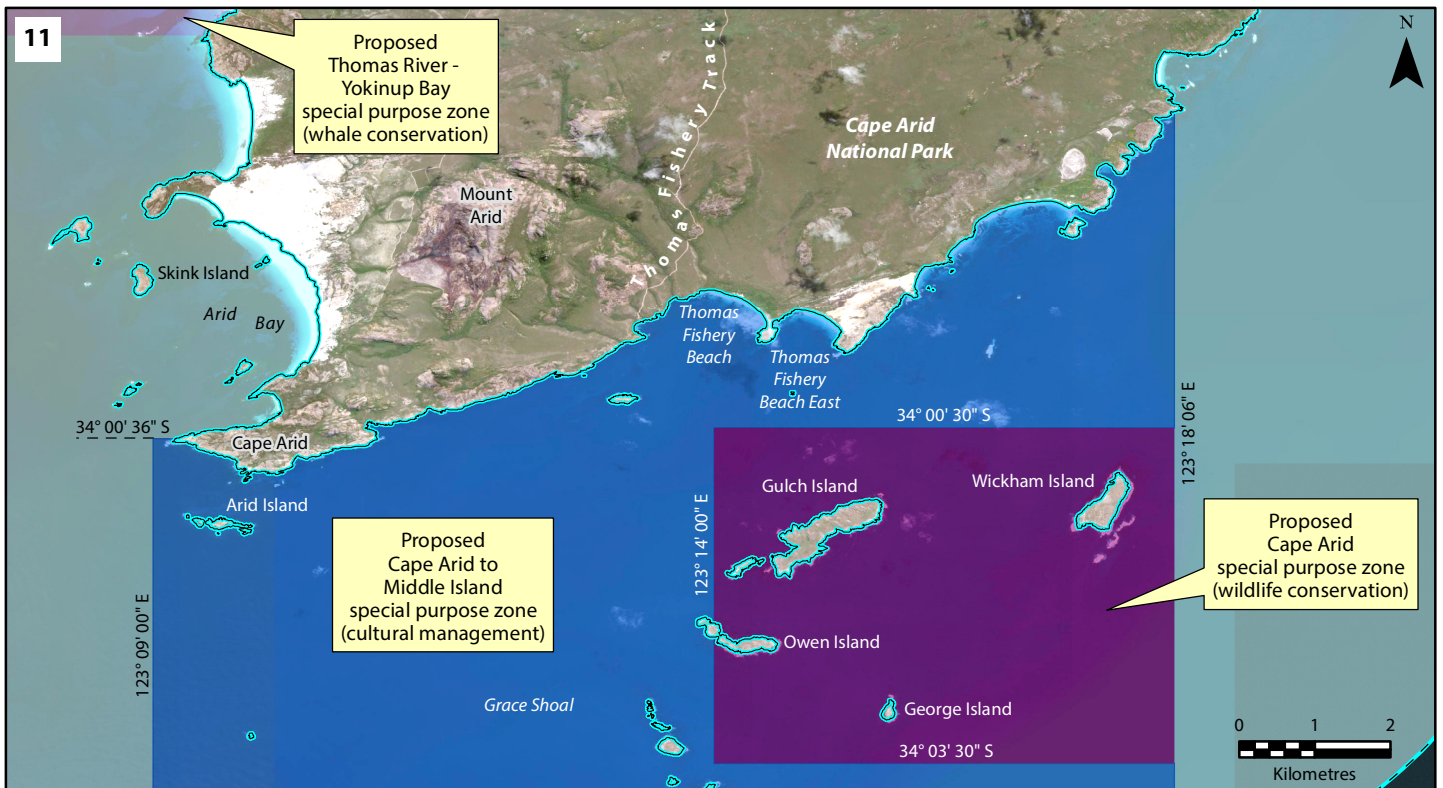 11
Proposed
Thomas River -
Yokinup Bay
special purpose zone
(whale conservation)
N
Thomas Fishery Track
Cape Arid
National Park
Mount
Arid
Skink Island
Arid Bay
Thomas
Fishery
Beach
Thomas
Fishery
Beach East
34° 00' 36" S
Cape Arid
34° 00' 30" S
123° 18' 06" E
Arid Island
Gulch Island
Wickham Island
Proposed
Cape Arid to
Middle Island
special purpose zone
(cultural management)
123° 14' 00" E
Proposed
Cape Arid
special purpose zone
(wildlife conservation)
123° 09' 00" E
Owen Island
Grace Shoal
George Island
34° 03' 30" S
0 1 2
Kilometres